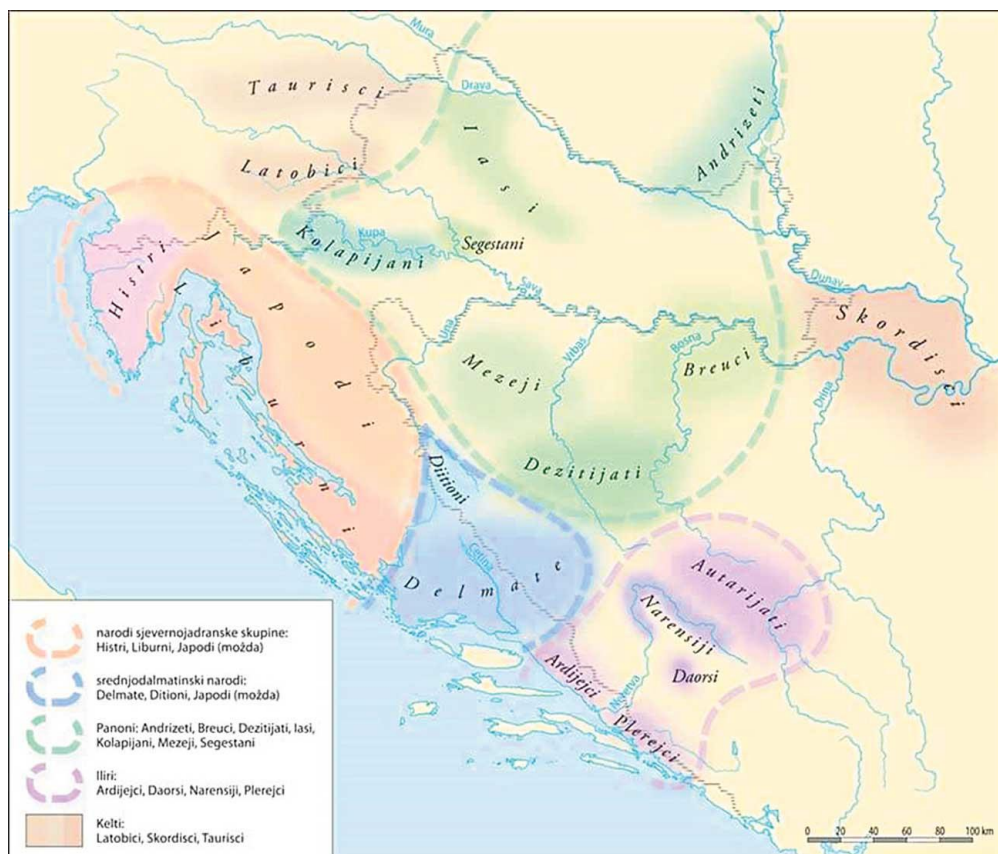 Mura
Taurisci
Drava
Iasi
Andrizeti
Latobici
Kolapijani
Kupa
Segestani
Histri
Japodi
Liburni
Sava
Dunav
Skordisci
Una
Vrbas
Bosna
Drina
Mezeji
Breuci
Dezitijati
Ditioni
Cetina
Delmate
Autarijati
Narensiji
Daorsi
Ardijejci
Neretva
Plerejci
narodi sjevernojadranske skupine:
Histri, Liburni, Japodi (možda)
srednjodalmatinski narodi:
Delmate, Ditioni, Japodi (možda)
Panoni: Andrizeti, Breuci, Dezitijati, Iasi,
Kolapijani, Mezeji, Segestani
Iliri:
Ardijejci, Daorsi, Narensiji, Plerejci
Kelti:
Latobici, Skordisci, Taurisci
0 20 40 60 80 100 km